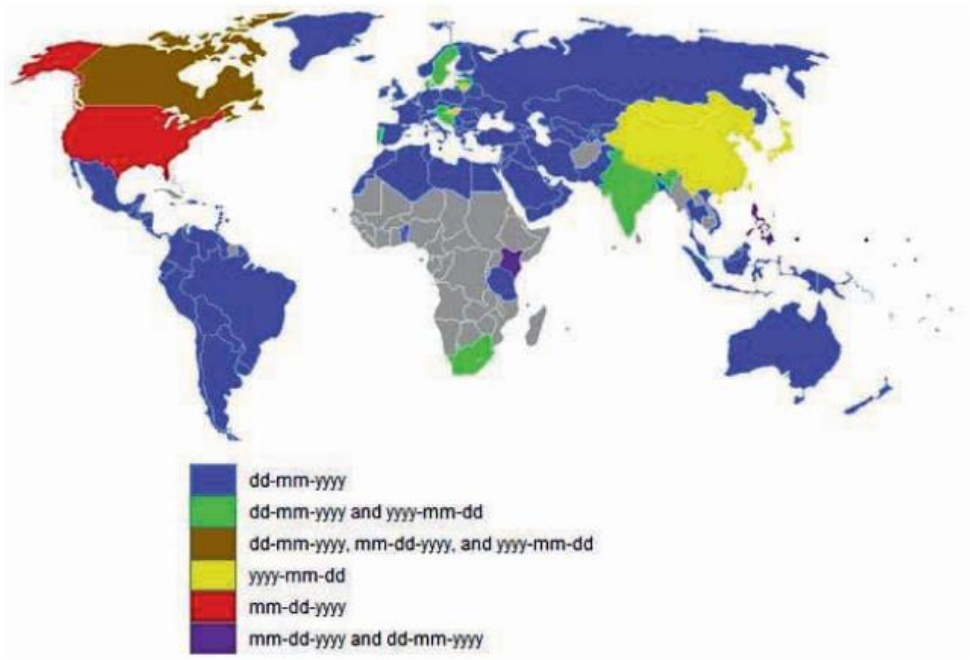 dd-mm-yyyy
dd-mm-yyyy and yyyy-mm-dd
dd-mm-yyyy, mm-dd-yyyy, and yyyy-mm-dd
yyyy-mm-dd
mm-dd-yyyy
mm-dd-yyyy and dd-mm-yyyy